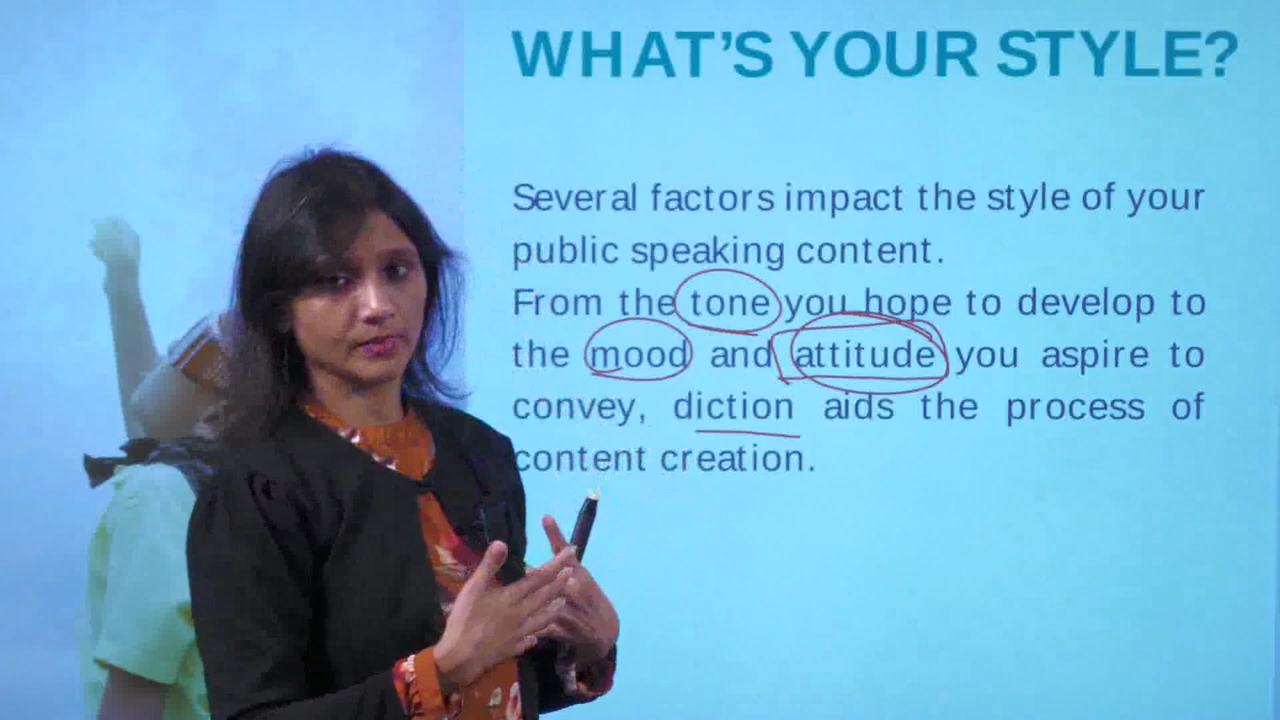 WHAT'S YOUR STYLE?
Several factors impact the style of your
public speaking content.
From the tone you hope to develop to
the mood and attitude you aspire to
convey, diction aids the process of
content creation.